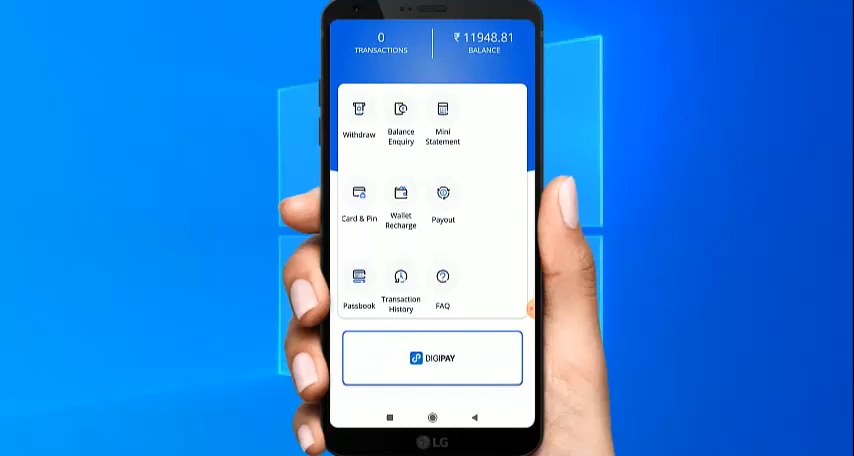 0
₹ 11948.81
TRANSACTIONS
BALANCE
Withdraw
Balance
Enquiry
Mini
Statement
Card & Pin
Wallet
Recharge
Payout
Passbook
Transaction
History
FAQ
DIGIPAY
LG